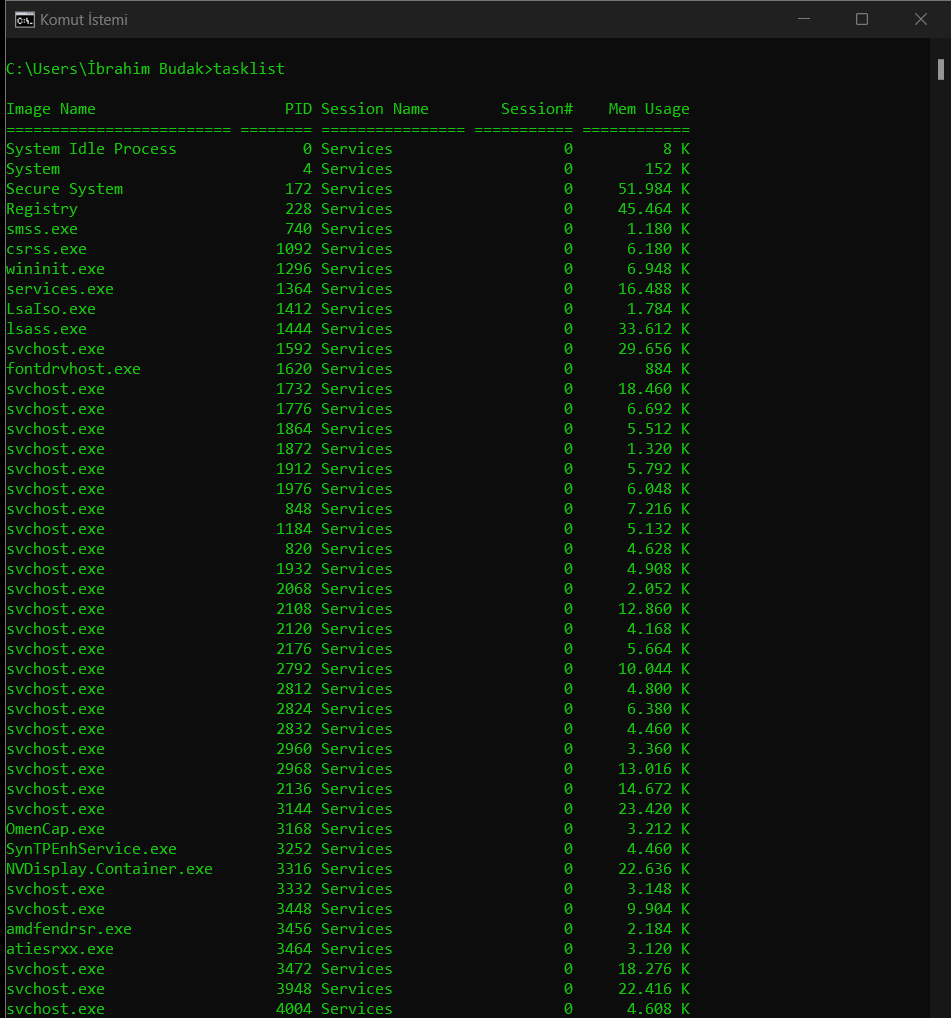 Komut İstemi
C:\Users\İbrahim Budak>tasklist
Image Name                     PID Session Name        Session#    Mem Usage
========================= ======== ================ =========== ============
System Idle Process              0 Services                   0          8 K
System                           4 Services                   0        152 K
Secure System                  172 Services                   0     51.984 K
Registry                       228 Services                   0     45.464 K
smss.exe                       740 Services                   0      1.180 K
csrss.exe                     1092 Services                   0      6.180 K
wininit.exe                   1296 Services                   0      6.948 K
services.exe                  1364 Services                   0     16.488 K
LsaIso.exe                    1412 Services                   0      1.784 K
lsass.exe                     1444 Services                   0     33.612 K
svchost.exe                   1592 Services                   0     29.656 K
fontdrvhost.exe               1620 Services                   0        884 K
svchost.exe                   1732 Services                   0     18.460 K
svchost.exe                   1776 Services                   0      6.692 K
svchost.exe                   1864 Services                   0      5.512 K
svchost.exe                   1872 Services                   0      1.320 K
svchost.exe                   1912 Services                   0      5.792 K
svchost.exe                   1976 Services                   0      6.048 K
svchost.exe                    848 Services                   0      7.216 K
svchost.exe                   1184 Services                   0      5.132 K
svchost.exe                    820 Services                   0      4.628 K
svchost.exe                   1932 Services                   0      4.908 K
svchost.exe                   2068 Services                   0      2.052 K
svchost.exe                   2108 Services                   0     12.860 K
svchost.exe                   2120 Services                   0      4.168 K
svchost.exe                   2176 Services                   0      5.664 K
svchost.exe                   2792 Services                   0     10.044 K
svchost.exe                   2812 Services                   0      4.800 K
svchost.exe                   2824 Services                   0      6.380 K
svchost.exe                   2832 Services                   0      4.460 K
svchost.exe                   2960 Services                   0      3.360 K
svchost.exe                   2968 Services                   0     13.016 K
svchost.exe                   2136 Services                   0     14.672 K
svchost.exe                   3144 Services                   0     23.420 K
OmenCap.exe                   3168 Services                   0      3.212 K
SynTPEnhService.exe           3252 Services                   0      4.460 K
NVDisplay.Container.exe       3316 Services                   0     22.636 K
svchost.exe                   3332 Services                   0      3.148 K
svchost.exe                   3448 Services                   0      9.904 K
amdfendrsr.exe                3456 Services                   0      2.184 K
atiesrxx.exe                  3464 Services                   0      3.120 K
svchost.exe                   3472 Services                   0     18.276 K
svchost.exe                   3948 Services                   0     22.416 K
svchost.exe                   4004 Services                   0      4.608 K